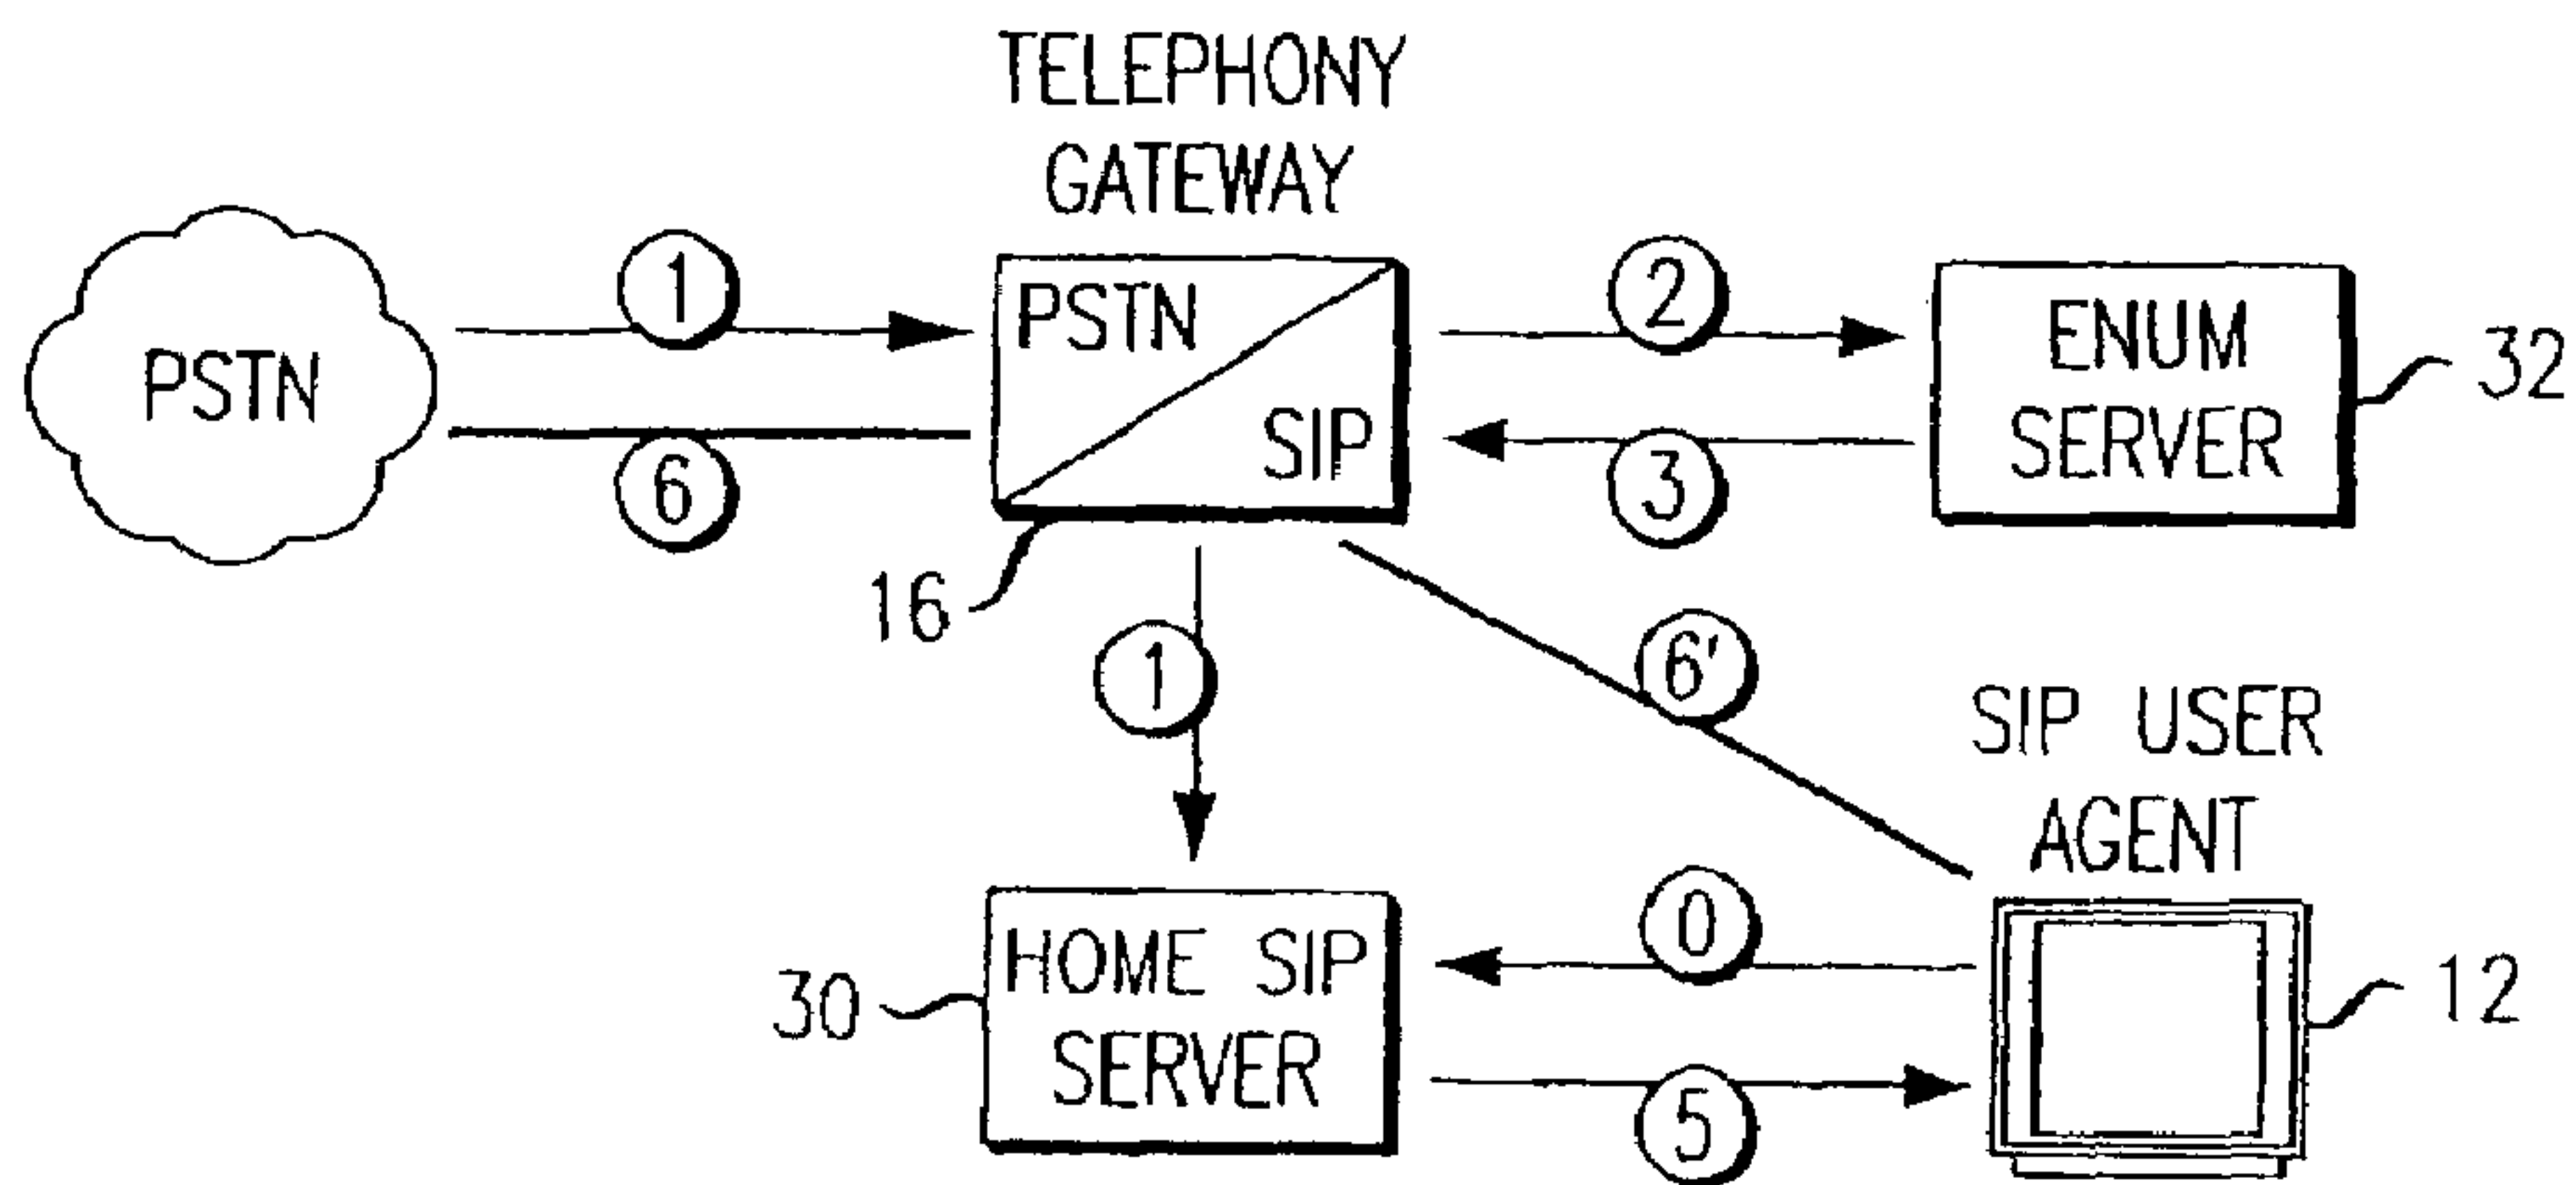 TELEPHONY
GATEWAY
PSTN
1
6
PSTN
SIP
2
3
ENUM
SERVER
32
16
1
6'
SIP USER
AGENT
HOME SIP
SERVER
30
0
5
12